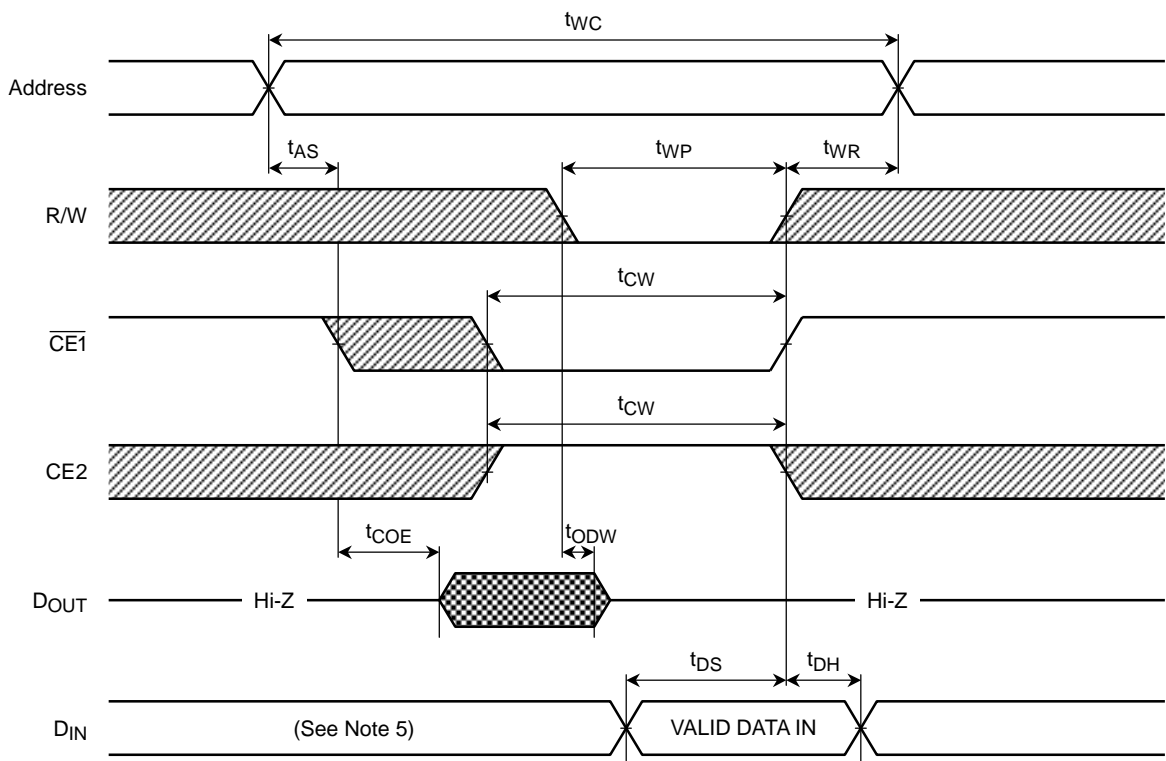 tWC
Address
tAS
tWP
tWR
R/W
tCW
CE1
tCW
CE2
tCOE
tODW
DOUT
Hi-Z
Hi-Z
tDS
tDH
DIN
(See Note 5)
VALID DATA IN